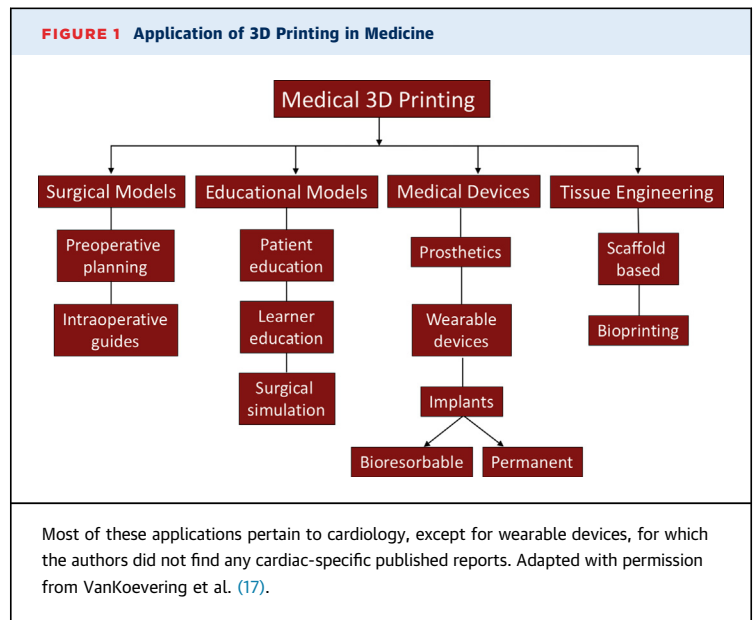 FIGURE 1 Application of 3D Printing in Medicine
Medical 3D Printing
Surgical Models
Educational Models
Medical Devices
Tissue Engineering
Preoperative
planning
Intraoperative
guides
Patient
education
Learner
education
Surgical
simulation
Prosthetics
Wearable
devices
Implants
Bioresorbable
Permanent
Scaffold
based
Bioprinting
Most of these applications pertain to cardiology, except for wearable devices, for which
the authors did not find any cardiac-specific published reports. Adapted with permission
from VanKoevering et al. (17).